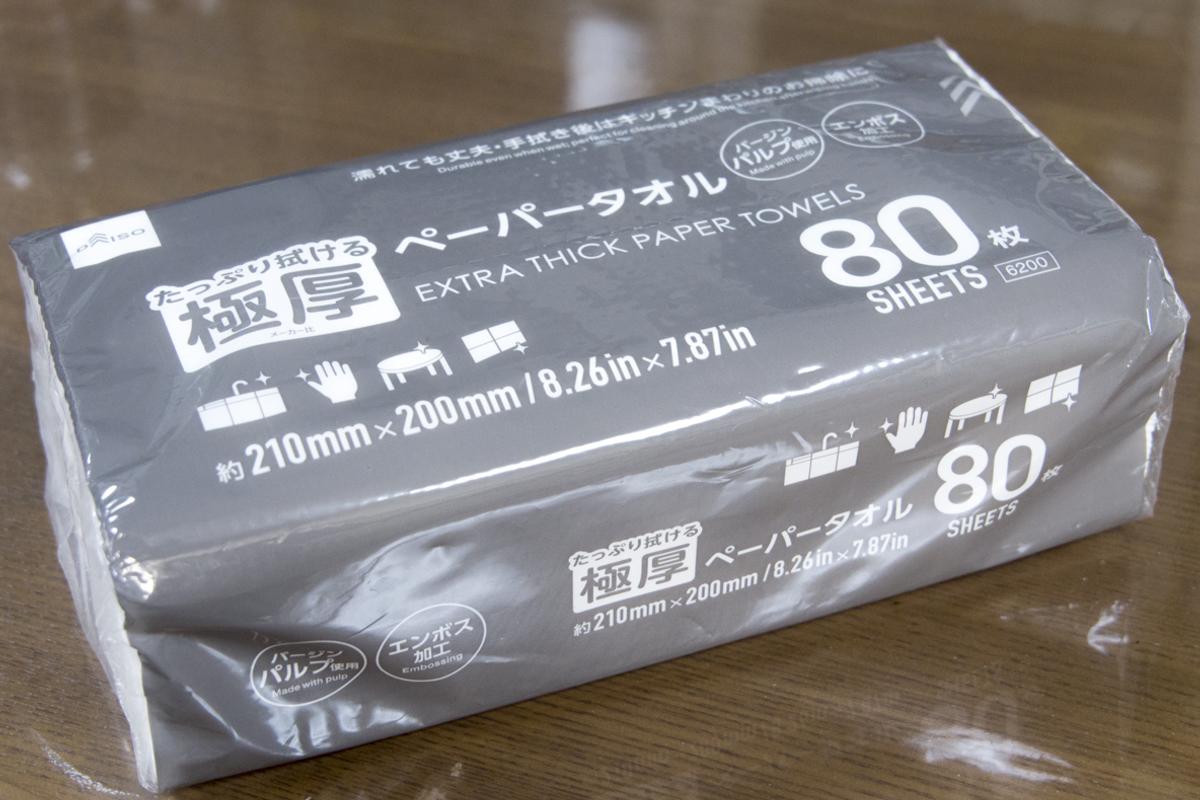 濡れても丈夫・手拭き後はキッチンまわりのお掃除に
Durable even when wet; perfect for cleaning around the kitchen after wiping hands!
バージン
パルプ使用
Made with pulp
エンボス
加工
Embossing
DAISO
たっぷり拭ける
極厚
メーカー比
ペーパータオル
EXTRA THICK PAPER TOWELS
80枚
SHEETS
6200
約210mm×200mm/8.26in×7.87in
80枚
SHEETS
たっぷり拭ける
極厚
ペーパータオル
約210mm×200mm/8.26in×7.87in
バージン
パルプ使用
Made with pulp
エンボス
加工
Embossing